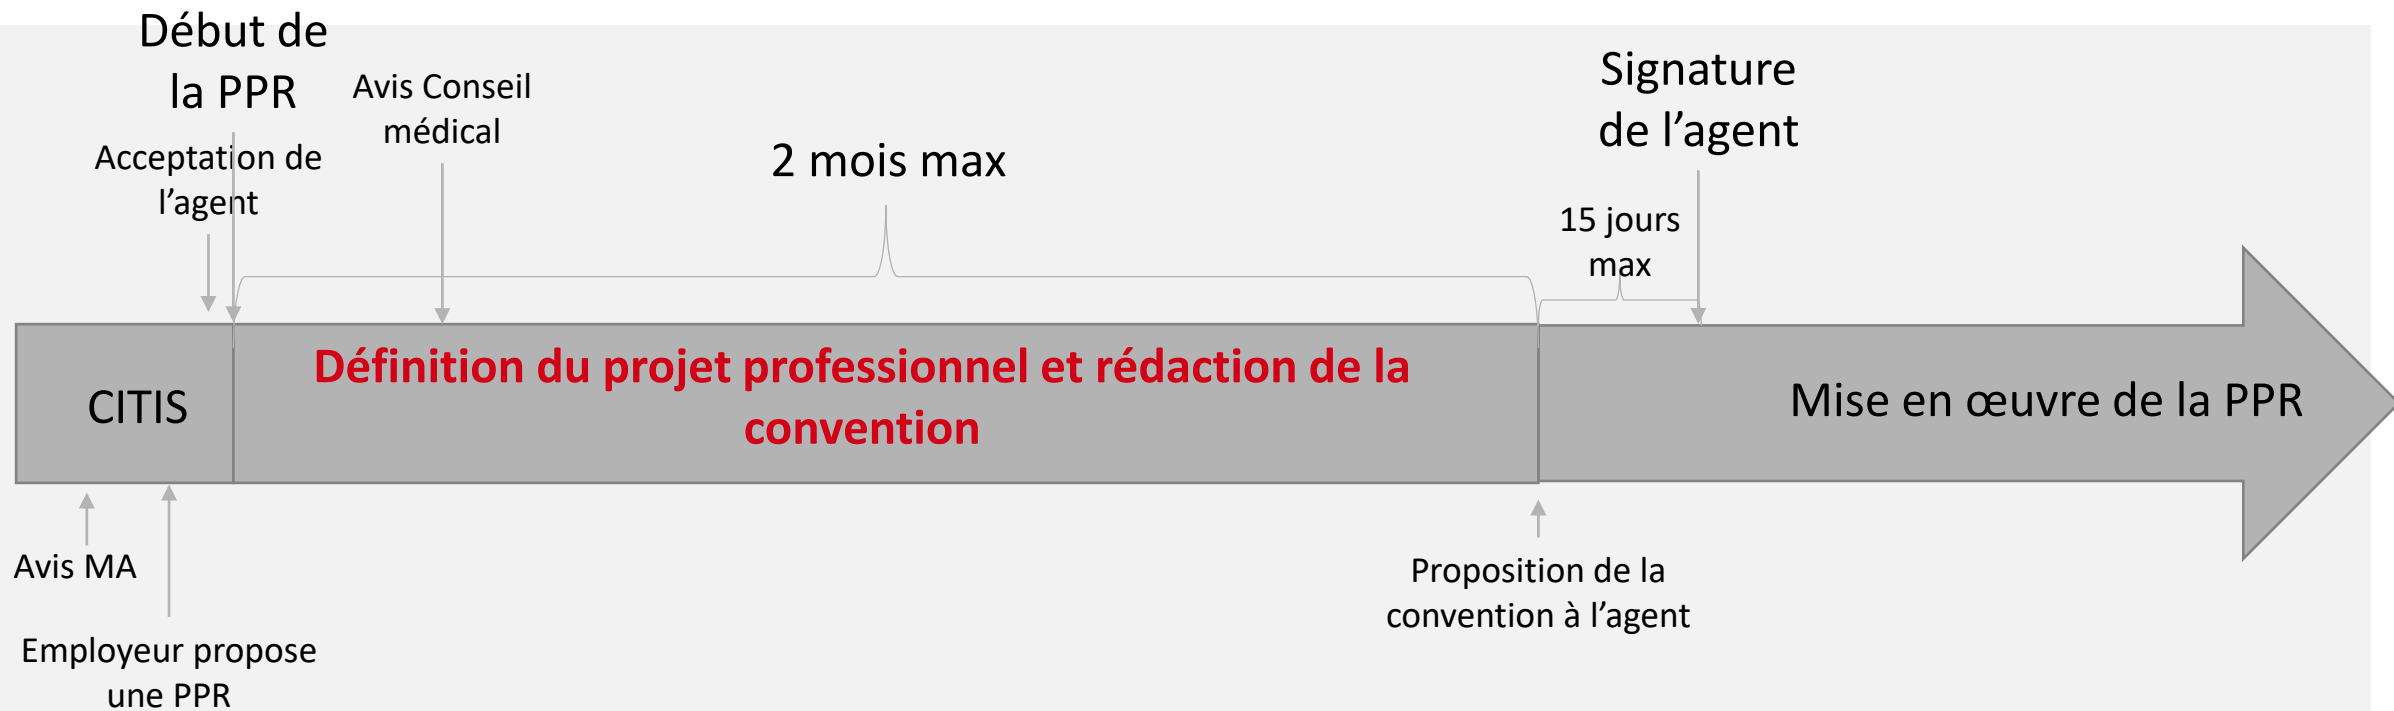 Début de
la PPR
Acceptation de
l’agent
Avis Conseil
médical
2 mois max
Signature
de l’agent
15 jours
max
CITIS
Définition du projet professionnel et rédaction de la
convention
Mise en œuvre de la PPR
Avis MA
Employeur propose
une PPR
Proposition de la
convention à l’agent